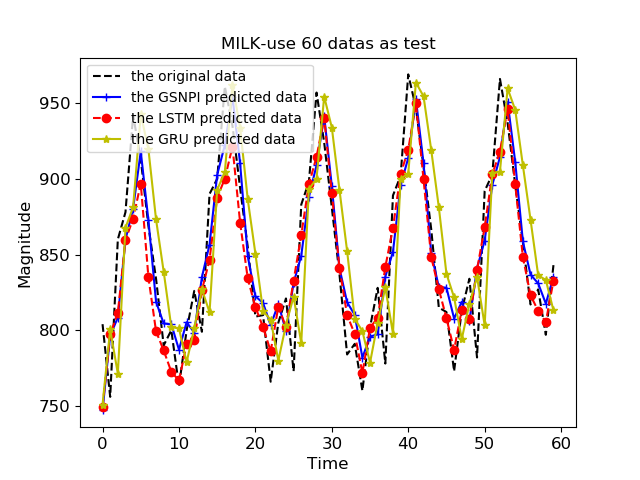 MILK-use 60 datas as test
the original data
the GSNPI predicted data
the LSTM predicted data
the GRU predicted data
950
900
850
800
750
Magnitude
0 10 20 30 40 50 60
Time